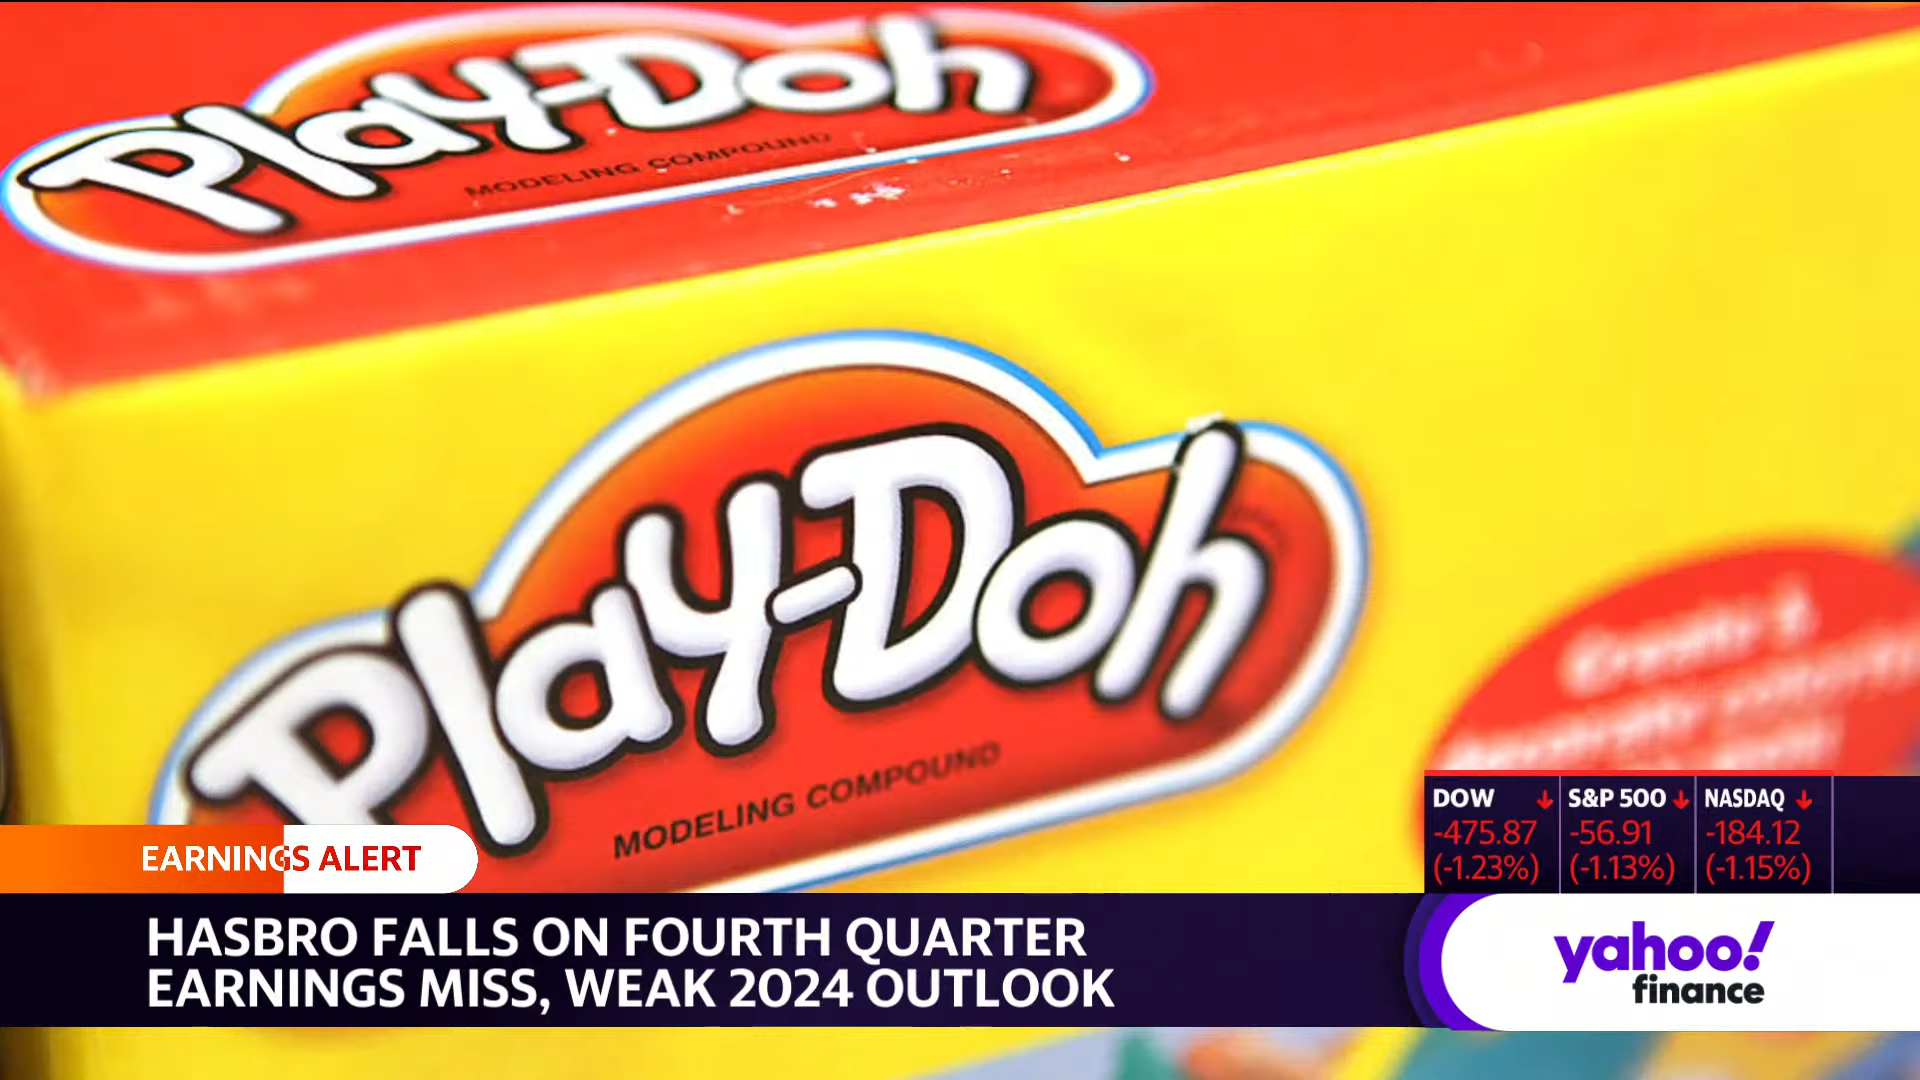 Play-Doh
MODELING COMPOUND
Play-Doh
MODELING COMPOUND
Create &
DOW
-475.87
(-1.23%)
S&P 500
-56.91
(-1.13%)
NASDAQ
-184.12
(-1.15%)
EARNINGS ALERT
HASBRO FALLS ON FOURTH QUARTER
EARNINGS MISS, WEAK 2024 OUTLOOK
yahoo!
finance